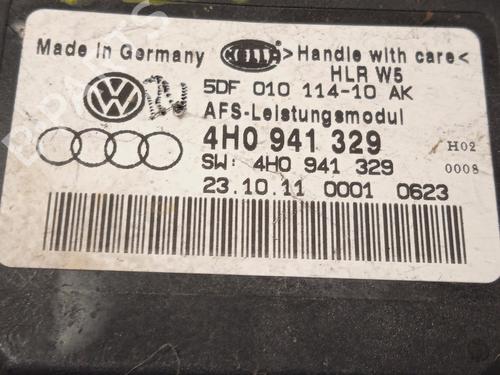 Made in Germany HELLA >Handle with care<
HLR W5
5DF 010 114-10 AK
AFS-Leistungsmodul
4H0 941 329 H02
SW: 4H0 941 329 0008
23.10.11 0001 0623